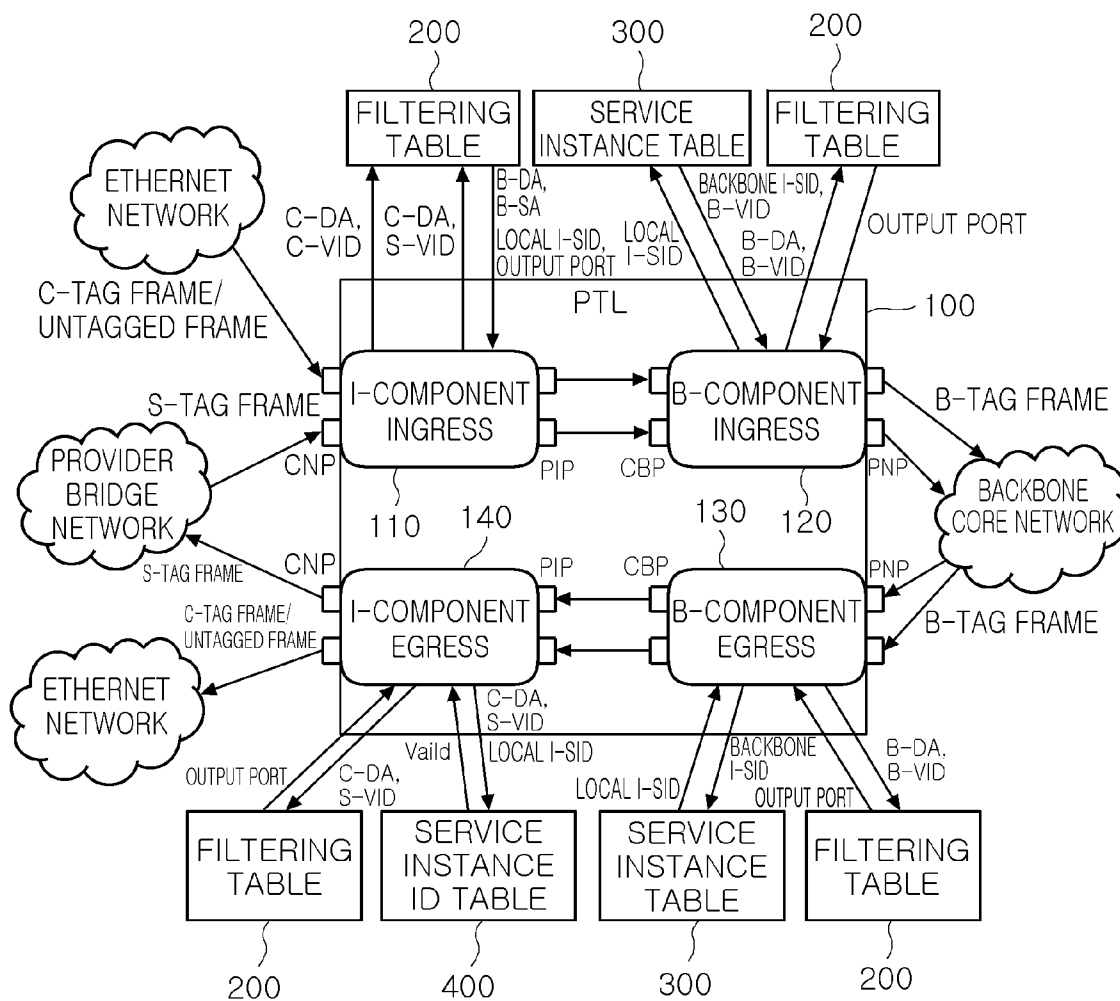 200
300
200
FILTERING
TABLE
SERVICE
INSTANCE TABLE
FILTERING
TABLE
ETHERNET
NETWORK
C-DA,
C-VID
C-DA,
S-VID
B-DA,
B-SA
LOCAL I-SID,
OUTPUT PORT
LOCAL
I-SID
BACKBONE I-SID,
B-VID
B-DA,
B-VID
OUTPUT PORT
C-TAG FRAME/
UNTAGGED FRAME
PTL
100
S-TAG FRAME
I-COMPONENT
INGRESS
B-COMPONENT
INGRESS
B-TAG FRAME
PROVIDER
BRIDGE
NETWORK
CNP
PIP
CBP
PNP
BACKBONE
CORE NETWORK
110
140
130
120
S-TAG FRAME
CNP
PIP
CBP
PNP
C-TAG FRAME/
UNTAGGED FRAME
I-COMPONENT
EGRESS
B-COMPONENT
EGRESS
B-TAG FRAME
ETHERNET
NETWORK
OUTPUT PORT
C-DA,
S-VID
Vaild
C-DA,
S-VID
LOCAL I-SID
LOCAL I-SID
BACKBONE
I-SID
OUTPUT PORT
B-DA,
B-VID
FILTERING
TABLE
SERVICE
INSTANCE
ID TABLE
SERVICE
INSTANCE
TABLE
FILTERING
TABLE
200
400
300
200